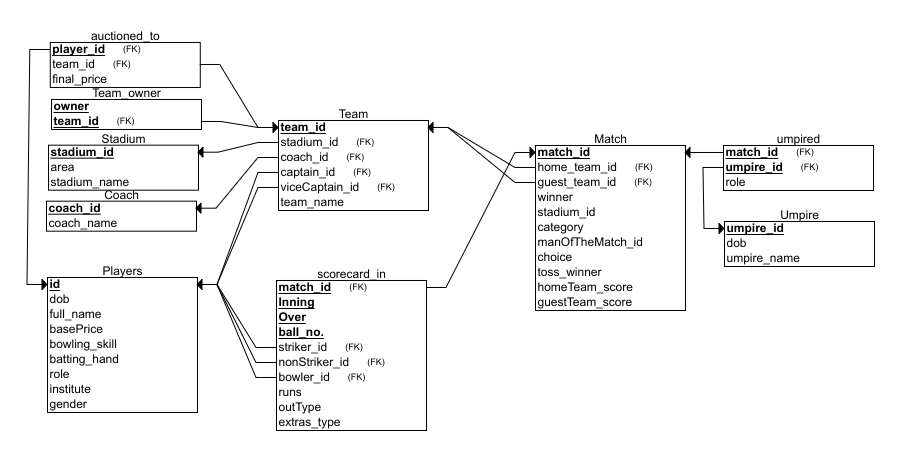 auctioned_to
player_id (FK)
team_id (FK)
final_price
Team_owner
owner
team_id (FK)
Stadium
stadium_id
area
stadium_name
Coach
coach_id
coach_name
Players
id
dob
full_name
basePrice
bowling_skill
batting_hand
role
institute
gender
Team
team_id
stadium_id (FK)
coach_id (FK)
captain_id (FK)
viceCaptain_id (FK)
team_name
scorecard_in
match_id (FK)
Inning
Over
ball_no.
striker_id (FK)
nonStriker_id (FK)
bowler_id (FK)
runs
outType
extras_type
Match
match_id
home_team_id (FK)
guest_team_id (FK)
winner
stadium_id
category
manOfTheMatch_id
choice
toss_winner
homeTeam_score
guestTeam_score
umpired
match_id (FK)
umpire_id (FK)
role
Umpire
umpire_id
dob
umpire_name